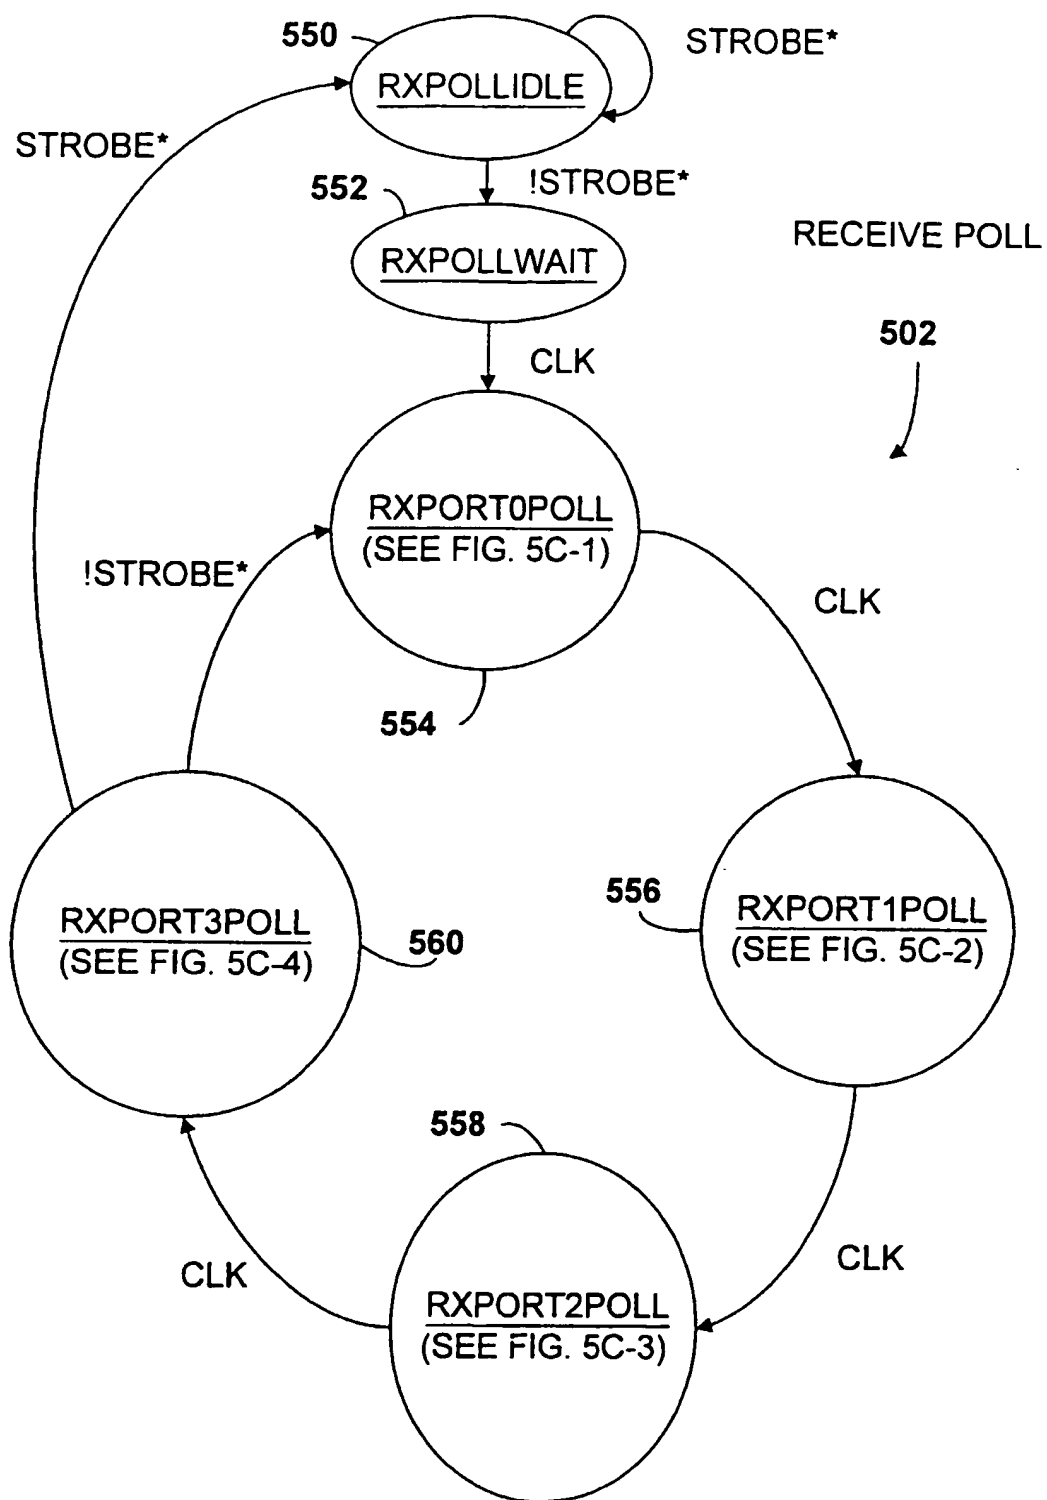 550
STROBE*
RXPOLLIDLE
STROBE*
!STROBE*
552
RXPOLLWAIT
RECEIVE POLL
502
CLK
RXPORT0POLL
(SEE FIG. 5C-1)
!STROBE*
CLK
554
RXPORT3POLL
(SEE FIG. 5C-4)
560
556
RXPORT1POLL
(SEE FIG. 5C-2)
558
CLK
CLK
RXPORT2POLL
(SEE FIG. 5C-3)